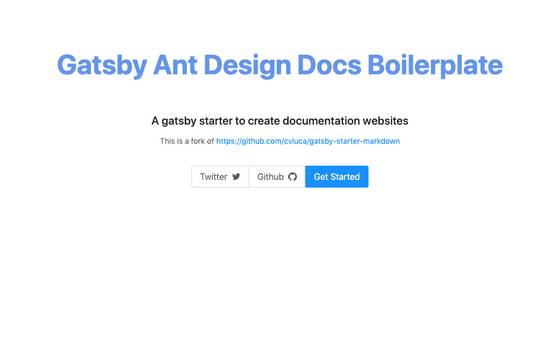 Gatsby Ant Design Docs Boilerplate
A gatsby starter to create documentation websites
This is a fork of https://github.com/cvluca/gatsby-starter-markdown
Twitter Github Get Started